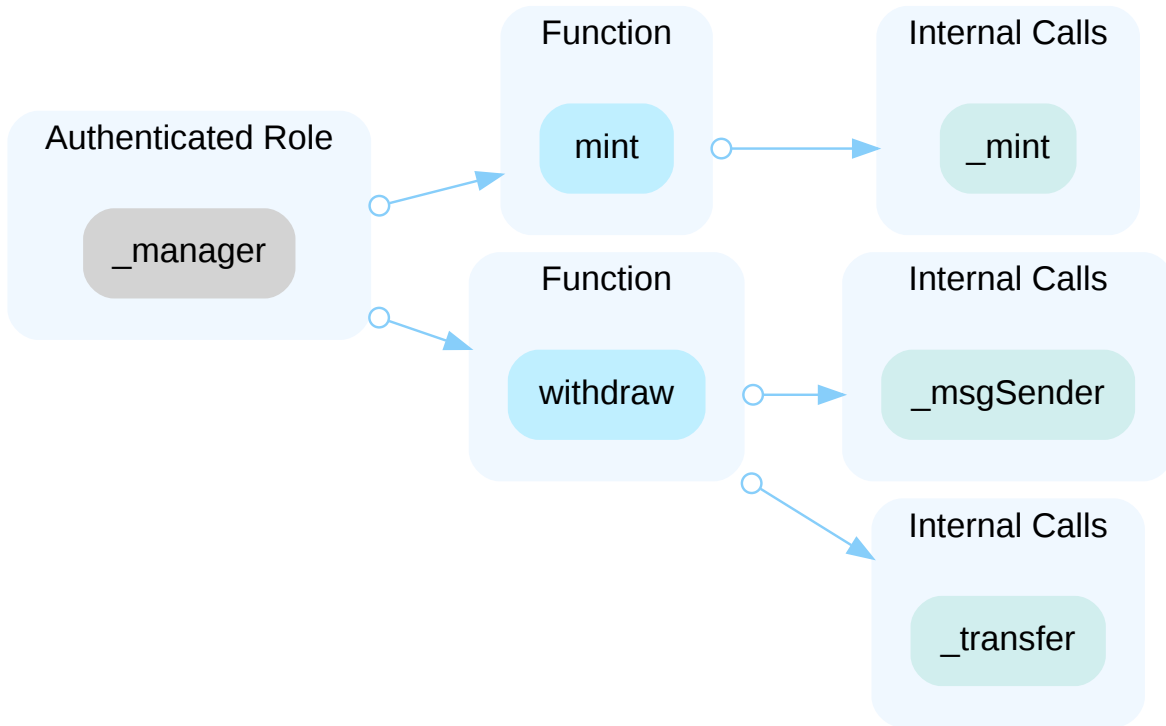 Authenticated Role
_manager
Function
mint
Internal Calls
_mint
Function
withdraw
Internal Calls
_msgSender
Internal Calls
_transfer